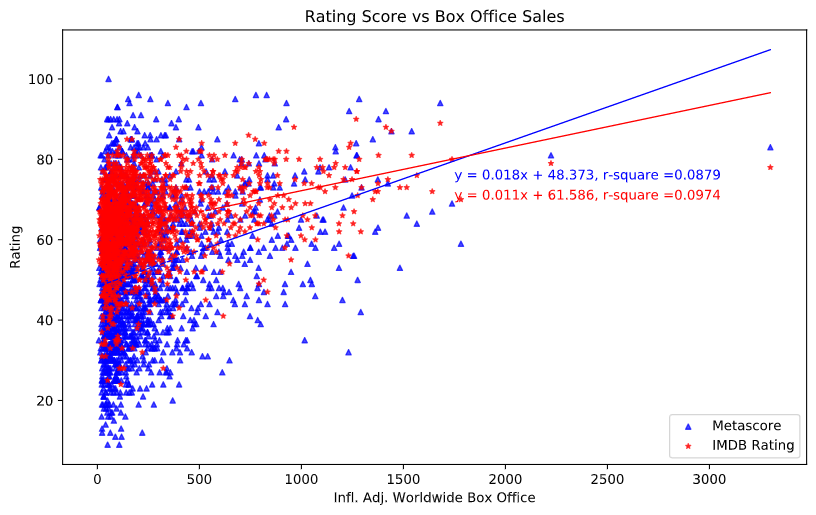 Rating Score vs Box Office Sales
100
80
60
40
20
Rating
y = 0.018x + 48.373, r-square =0.0879
y = 0.011x + 61.586, r-square =0.0974
Metascore
IMDB Rating
0
500
1000
1500
2000
2500
3000
Infl. Adj. Worldwide Box Office